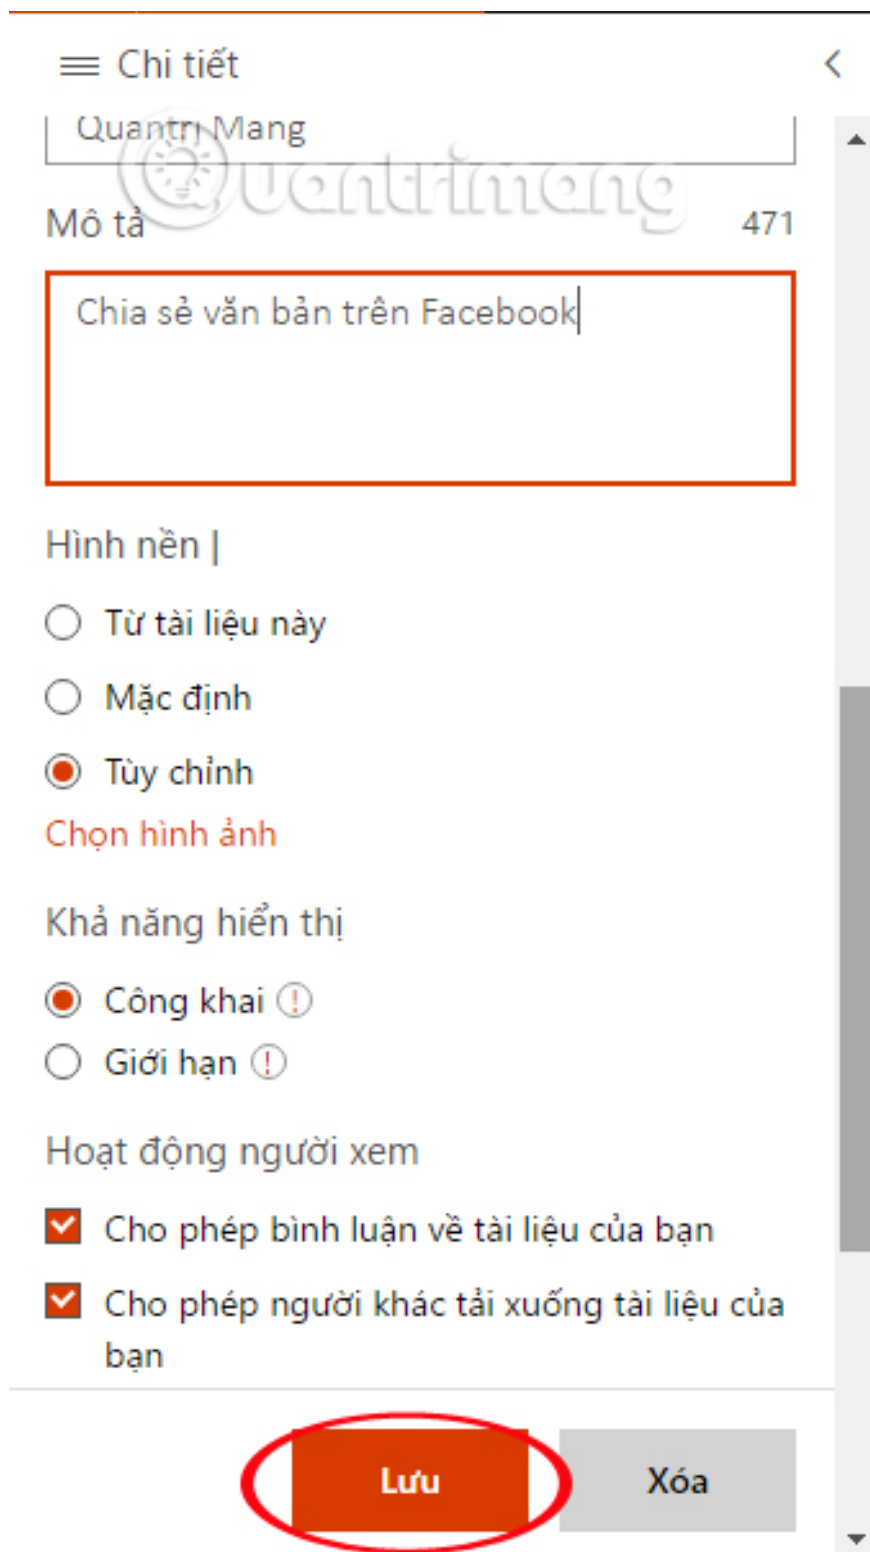 Chi tiết
Quantrị Mang
Quantrimang
Mô tả 471
Chia sẻ văn bản trên Facebook
Hình nền |
Từ tài liệu này
Mặc định
Tùy chỉnh
Chọn hình ảnh
Khả năng hiển thị
Công khai !
Giới hạn !
Hoạt động người xem
Cho phép bình luận về tài liệu của bạn
Cho phép người khác tải xuống tài liệu của
bạn
Lưu Xóa